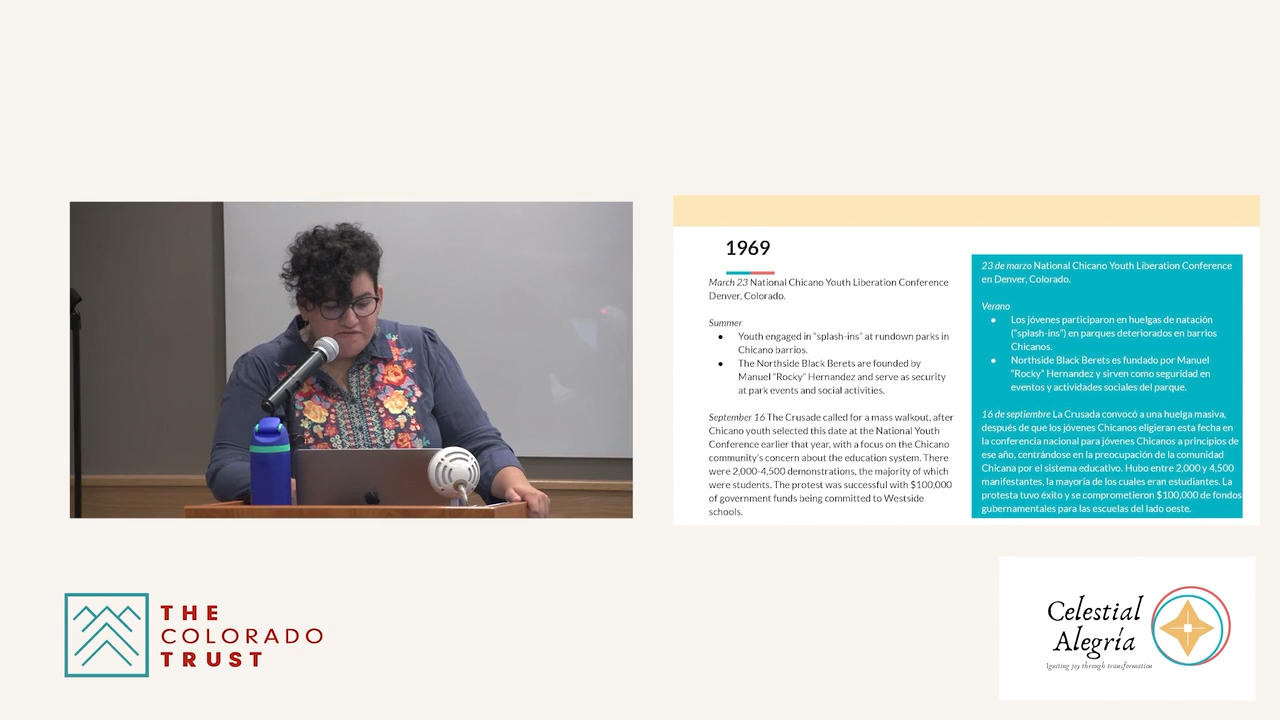 1969
March 23 National Chicano Youth Liberation Conference
Denver, Colorado.
Summer
● Youth engaged in "splash-ins" at rundown parks in
Chicano barrios.
● The Northside Black Berets are founded by
Manuel "Rocky" Hernandez and serve as security
at park events and social activities.
September 16 The Crusade called for a mass walkout, after
Chicano youth selected this date at the National Youth
Conference earlier that year, with a focus on the Chicano
community's concern about the education system. There
were 2,000-4,500 demonstrations, the majority of which
were students. The protest was successful with $100,000
of government funds being committed to Westside
schools.
23 de marzo National Chicano Youth Liberation Conference
en Denver, Colorado.
Verano
● Los jóvenes participaron en huelgas de natación
("splash-ins") en parques deteriorados en barrios
Chicanos.
● Northside Black Berets es fundado por Manuel
"Rocky" Hernandez y sirven como seguridad en
eventos y actividades sociales del parque.
16 de septiembre La Crusada convocó a una huelga masiva,
después de que los jóvenes Chicanos eligieran esta fecha en
la conferencia nacional para jóvenes Chicanos a principios de
ese año, centrándose en la preocupación de la comunidad
Chicana por el sistema educativo. Hubo entre 2,000 y 4,500
manifestantes, la mayoría de los cuales eran estudiantes. La
protesta tuvo éxito y se comprometieron $100,000 de fondos
gubernamentales para las escuelas del lado oeste.
THE
COLORADO
TRUST
Celestial
Alegría
Igniting joy through transformation